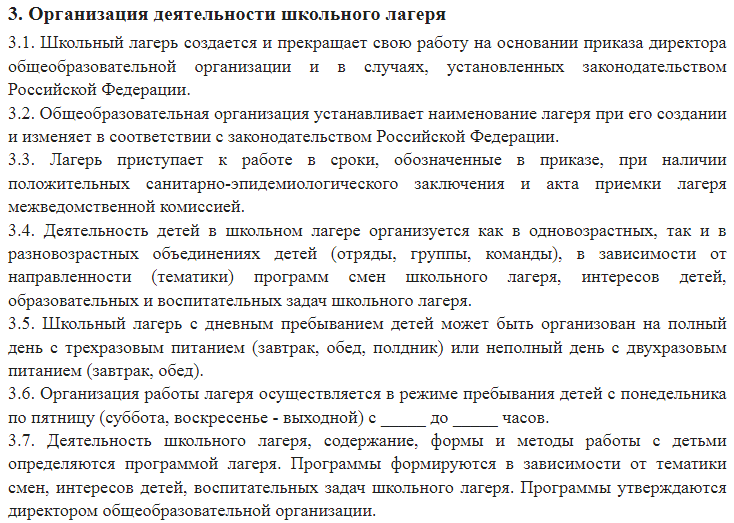 3. Организация деятельности школьного лагеря
3.1. Школьный лагерь создается и прекращает свою работу на основании приказа директора
общеобразовательной организации и в случаях, установленных законодательством
Российской Федерации.
3.2. Общеобразовательная организация устанавливает наименование лагеря при его создании
и изменяет в соответствии с законодательством Российской Федерации.
3.3. Лагерь приступает к работе в сроки, обозначенные в приказе, при наличии
положительных санитарно-эпидемиологического заключения и акта приемки лагеря
межведомственной комиссией.
3.4. Деятельность детей в школьном лагере организуется как в одновозрастных, так и в
разновозрастных объединениях детей (отряды, группы, команды), в зависимости от
направленности (тематики) программ смен школьного лагеря, интересов детей,
образовательных и воспитательных задач школьного лагеря.
3.5. Школьный лагерь с дневным пребыванием детей может быть организован на полный
день с трехразовым питанием (завтрак, обед, полдник) или неполный день с двухразовым
питанием (завтрак, обед).
3.6. Организация работы лагеря осуществляется в режиме пребывания детей с понедельника
по пятницу (суббота, воскресенье - выходной) с _____ до _____ часов.
3.7. Деятельность школьного лагеря, содержание, формы и методы работы с детьми
определяются программой лагеря. Программы формируются в зависимости от тематики
смен, интересов детей, воспитательных задач школьного лагеря. Программы утверждаются
директором общеобразовательной организации.